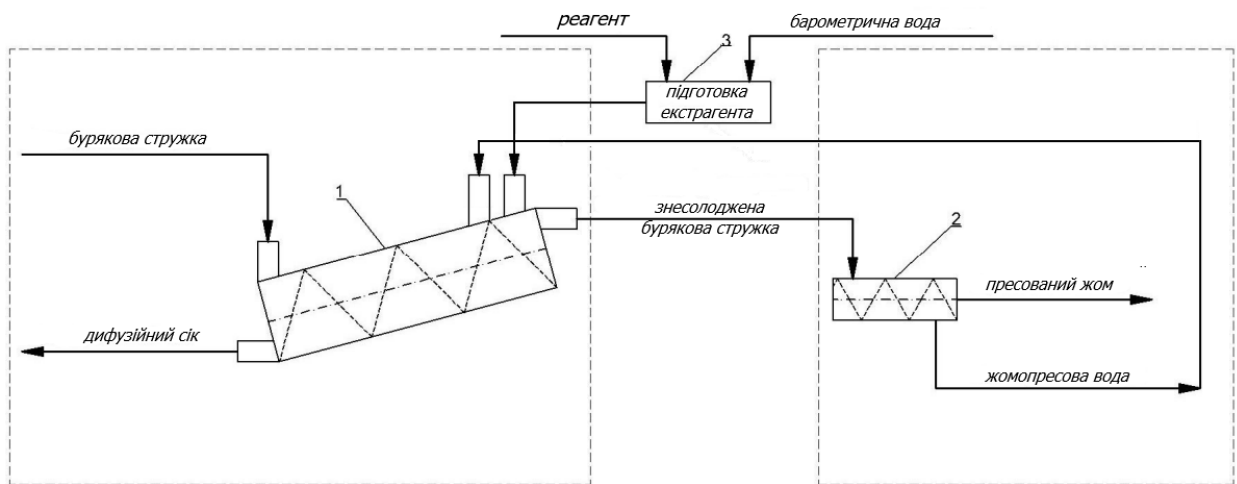 реагент
барометрична вода
3
підготовка
екстрагента
бурякова стружка
1
знесолоджена
бурякова стружка
2
пресований жом
дифузійний сік
жомопресова вода